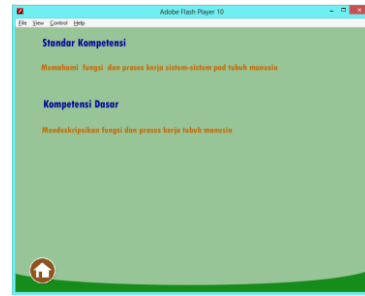 Adobe Flash Player 10
File View Control Help
Standar Kompetensi
Memahami fungsi dan proses kerja sistem-sistem pad tubuh manusia
Kompetensi Dasar
Mendeskripsikan fungsi dan proses kerja tubuh manusia